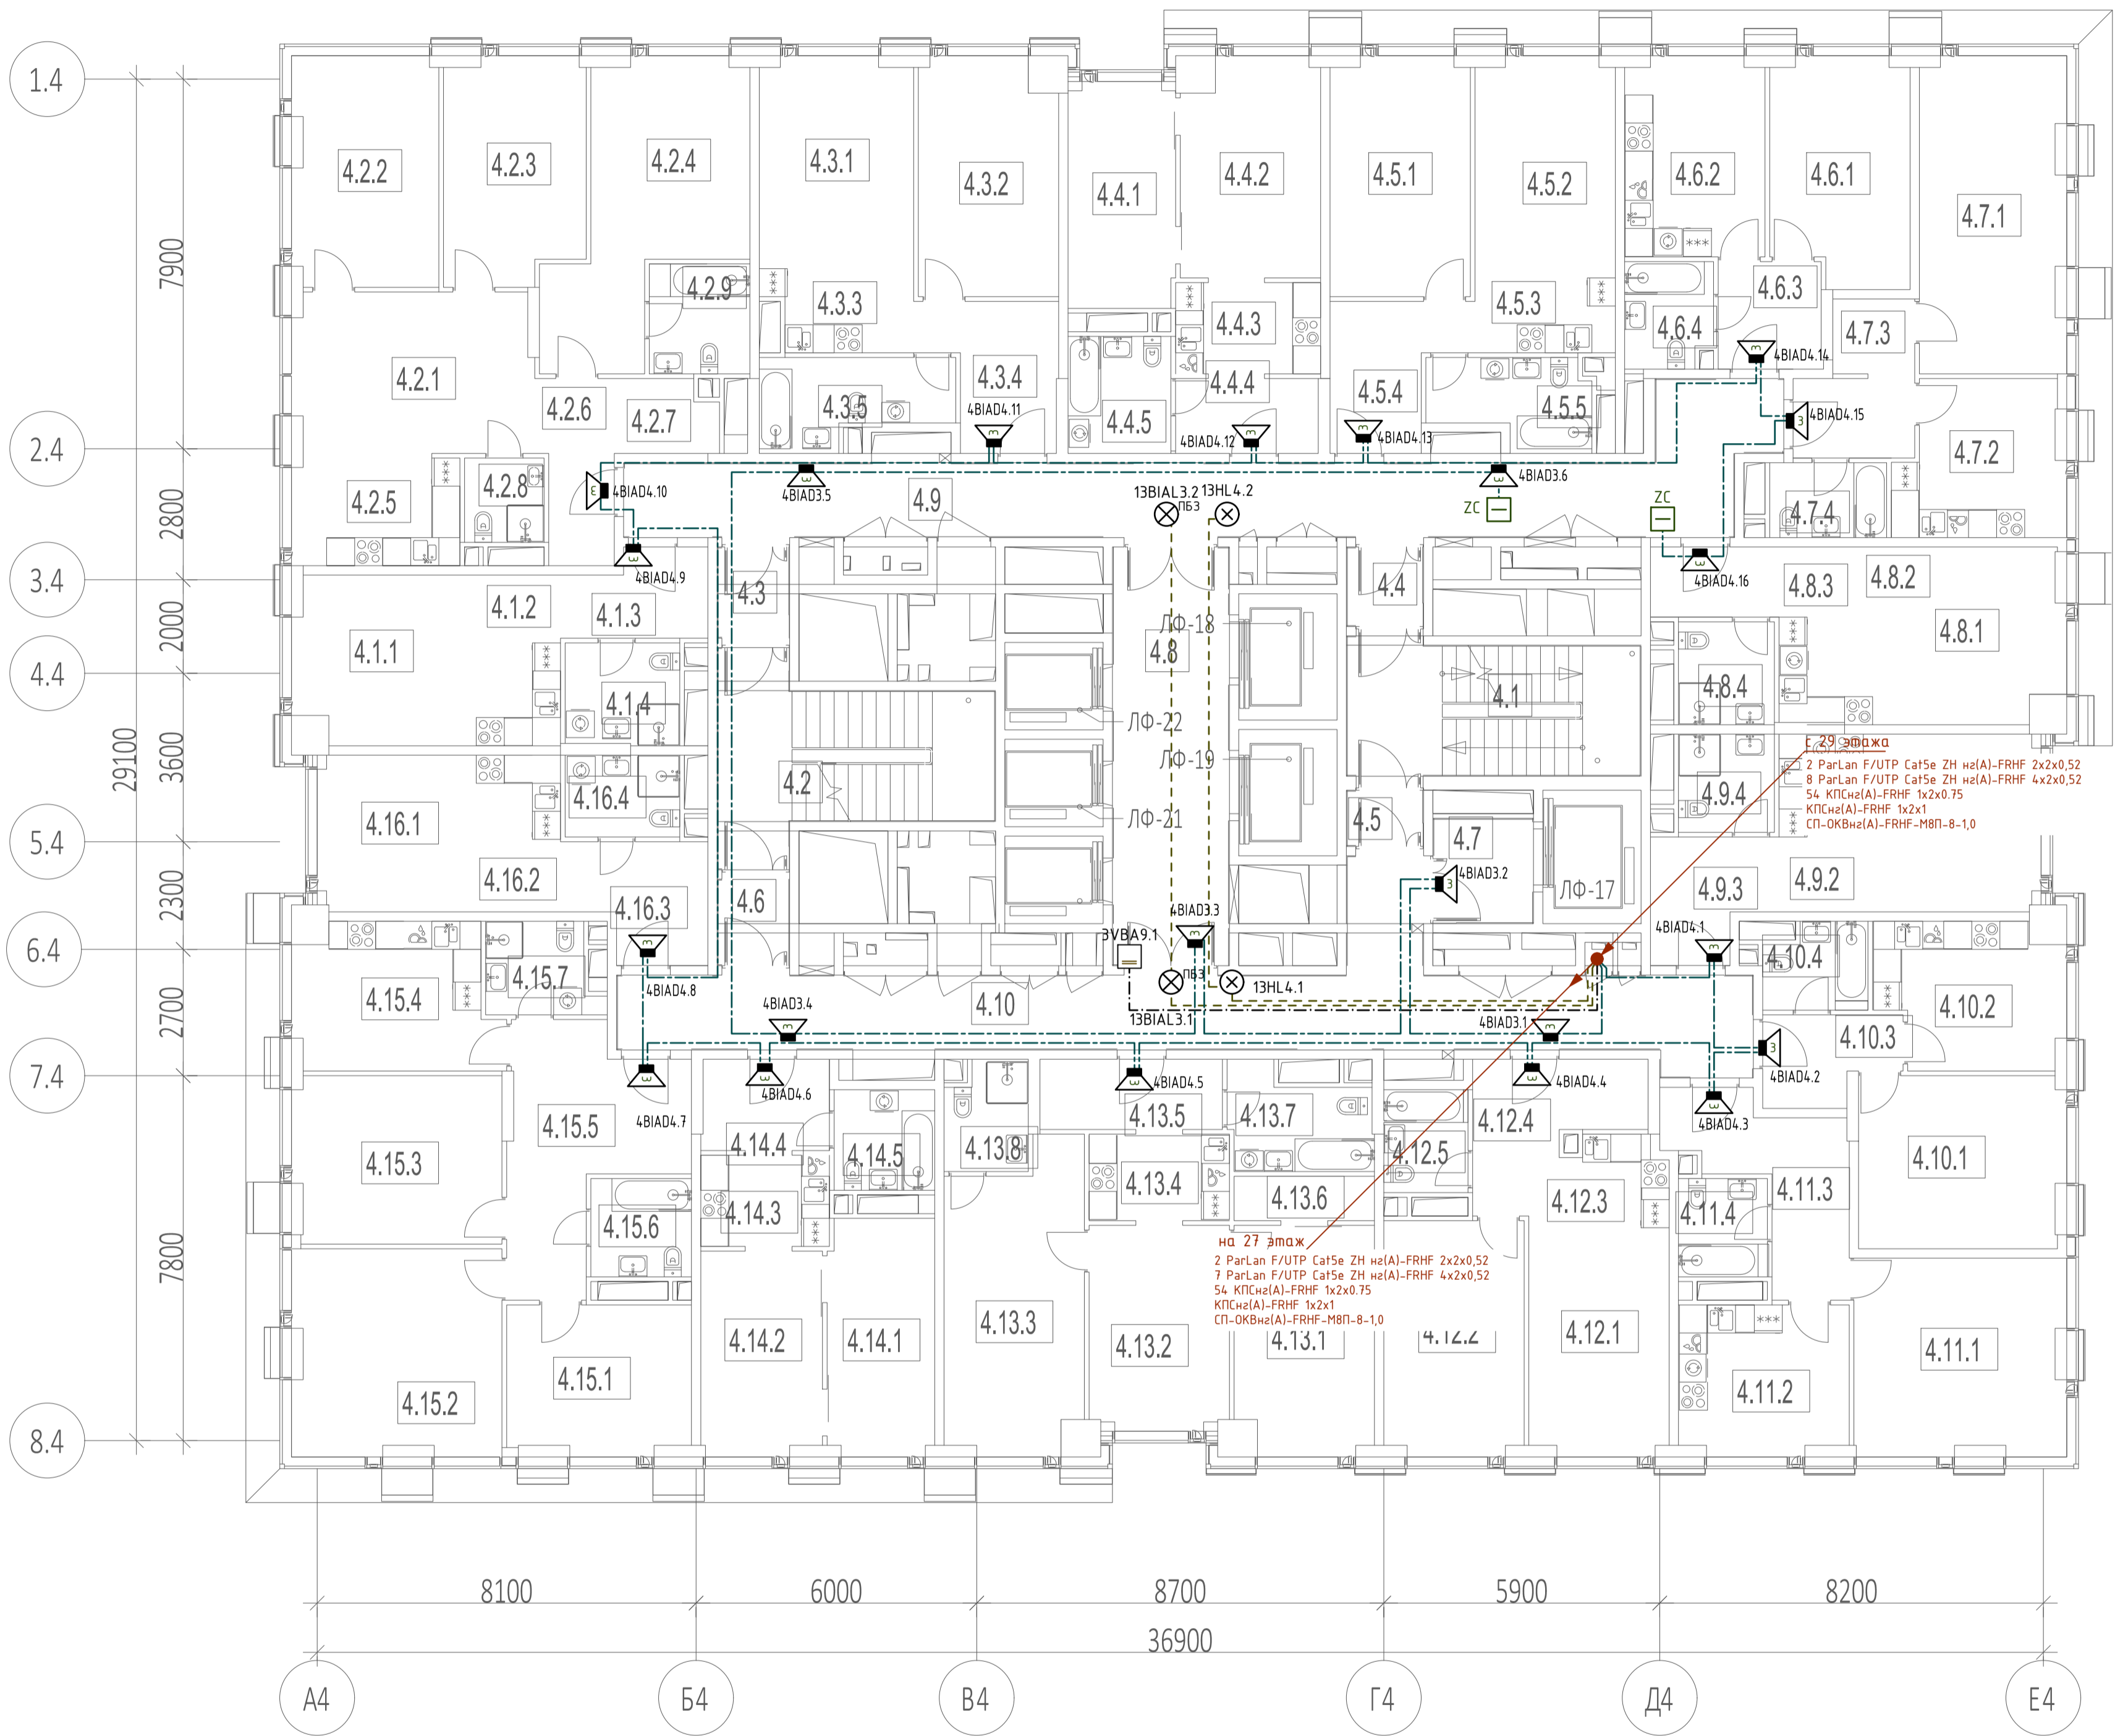 1.4
2.4
3.4
4.4
5.4
6.4
7.4
8.4
7900
2800
2000
3600
2300
2700
7800
29100
4.2.2
4.2.3
4.2.4
4.3.1
4.3.2
4.4.1
4.4.2
4.5.1
4.5.2
4.6.2
4.6.1
4.7.1
4.2.9
4.3.3
4.4.3
4.5.3
4.6.3
4.6.4
4.7.3
4.2.1
4.2.6
4.2.7
4.3.5
4.3.4
4.4.4
4.4.5
4.5.4
4.5.5
4BIAD4.14
4BIAD4.15
4BIAD4.11
4BIAD4.12
4BIAD4.13
4.7.2
4.2.5
4.2.8
4BIAD4.10
4BIAD3.5
4.9
13BIAL3.2
ПБЗ
13HL4.2
4BIAD3.6
ZC
ZC
4.7.4
4BIAD4.9
4BIAD4.16
4.3
4.4
4.8.3
4.8.2
4.1.2
4.1.3
4.1.1
4.1.4
ЛФ-18
4.8
4.8.1
4.8.4
4.1
ЛФ-22
ЛФ-19
4.2
4.16.4
4.9.4
с 29 этажа
2 ParLan F/UTP Cat5e ZH нг(А)-FRHF 2x2x0,52
8 ParLan F/UTP Cat5e ZH нг(А)-FRHF 4x2x0,52
54 КПСнг(А)-FRHF 1x2x0.75
КПСнг(А)-FRHF 1x2x1
СП-ОКВнг(А)-FRHF-М8П-8-1,0
4.16.1
ЛФ-21
4.5
4.7
4.16.2
4.16.3
4.6
4BIAD3.2
ЛФ-17
4.9.3
4.9.2
4BIAD3.3
3VBA9.1
4BIAD4.1
4.10.4
4.15.4
4.15.7
4BIAD4.8
4BIAD3.4
4.10
ПБЗ
13HL4.1
13BIAL3.1
4BIAD3.1
4.10.2
4.10.3
4BIAD4.2
4BIAD4.7
4BIAD4.6
4BIAD4.5
4BIAD4.4
4BIAD4.3
4.15.5
4.15.3
4.14.4
4.14.5
4.13.8
4.13.5
4.13.7
4.12.4
4.12.5
4.10.1
4.15.6
4.14.3
4.13.4
4.13.6
4.12.3
4.11.4
4.11.3
на 27 этаж
2 ParLan F/UTP Cat5e ZH нг(А)-FRHF 2x2x0,52
7 ParLan F/UTP Cat5e ZH нг(А)-FRHF 4x2x0,52
54 КПСнг(А)-FRHF 1x2x0.75
КПСнг(А)-FRHF 1x2x1
СП-ОКВнг(А)-FRHF-М8П-8-1,0
4.15.2
4.15.1
4.14.2
4.14.1
4.13.3
4.13.2
4.13.1
4.12.2
4.12.1
4.11.2
4.11.1
8100
6000
8700
5900
8200
36900
А4
Б4
В4
Г4
Д4
Е4